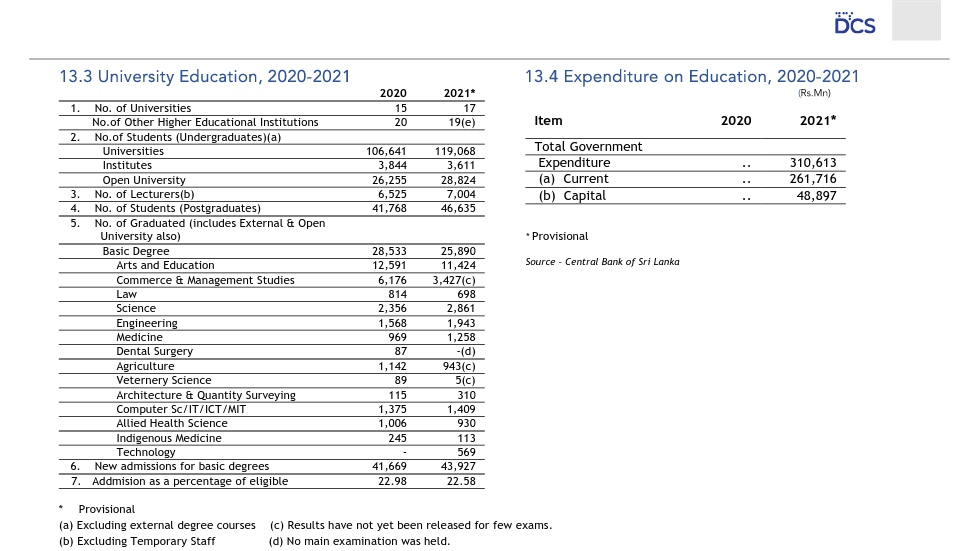 DCS
13.3 University Education, 2020-2021
2020 2021*
1. No. of Universities 15 17
No.of Other Higher Educational Institutions 20 19(e)
2. No.of Students (Undergraduates)(a)
Universities 106,641 119,068
Institutes 3,844 3,611
Open University 26,255 28,824
3. No. of Lecturers(b) 6,525 7,004
4. No. of Students (Postgraduates) 41,768 46,635
5. No. of Graduated (includes External & Open
University also)
Basic Degree 28,533 25,890
Arts and Education 12,591 11,424
Commerce & Management Studies 6,176 3,427(c)
Law 814 698
Science 2,356 2,861
Engineering 1,568 1,943
Medicine 969 1,258
Dental Surgery 87 -(d)
Agriculture 1,142 943(c)
Veternery Science 89 5(c)
Architecture & Quantity Surveying 115 310
Computer Sc/IT/ICT/MIT 1,375 1,409
Allied Health Science 1,006 930
Indigenous Medicine 245 113
Technology - 569
6. New admissions for basic degrees 41,669 43,927
7. Addmision as a percentage of eligible 22.98 22.58
* Provisional
(a) Excluding external degree courses (c) Results have not yet been released for few exams.
(b) Excluding Temporary Staff (d) No main examination was held.
13.4 Expenditure on Education, 2020-2021
(Rs.Mn)
Item 2020 2021*
Total Government
Expenditure .. 310,613
(a) Current .. 261,716
(b) Capital .. 48,897
* Provisional
Source - Central Bank of Sri Lanka